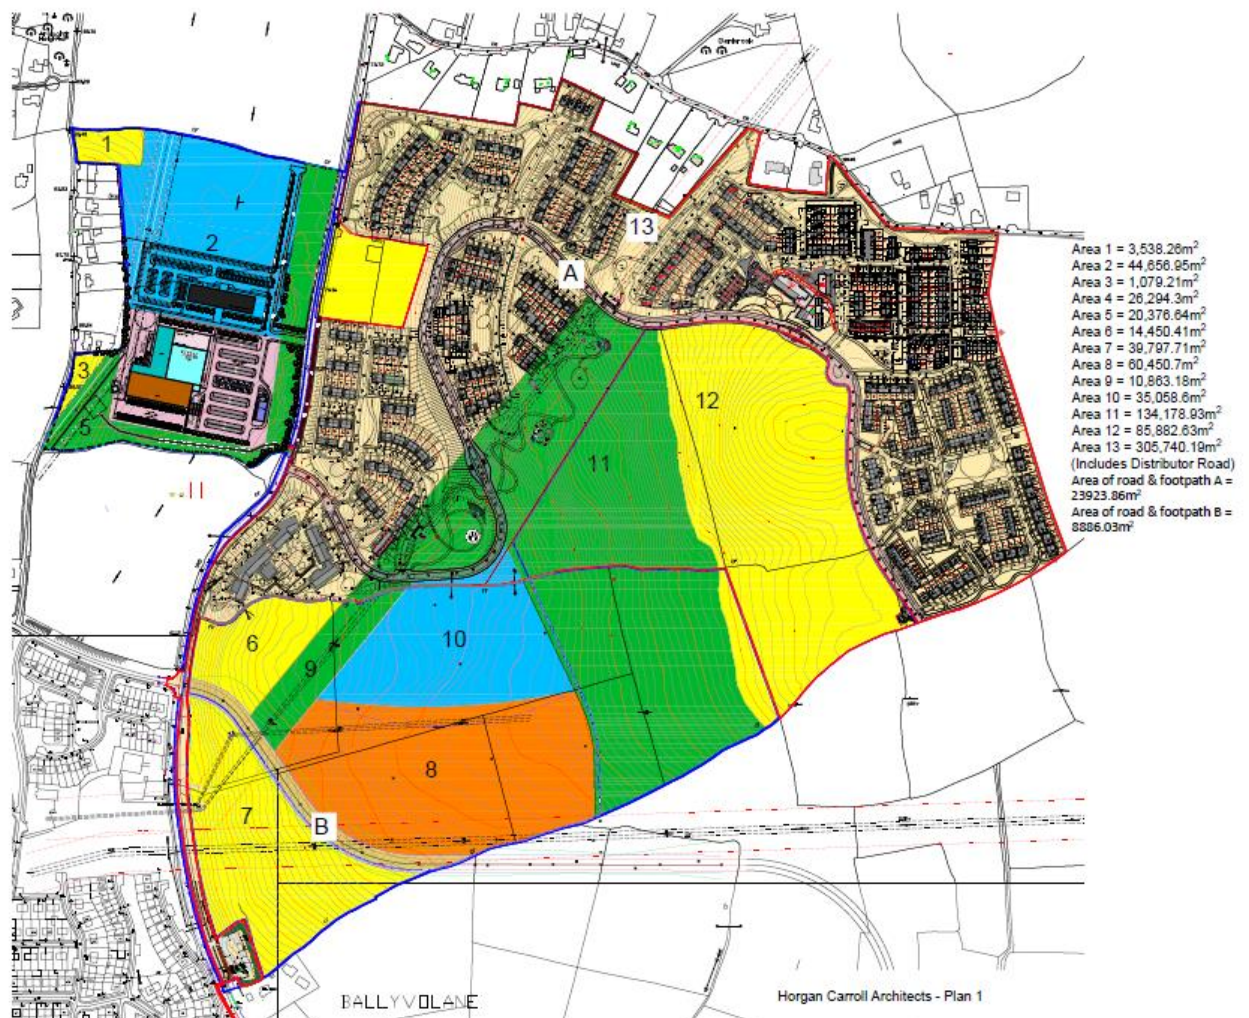 Glenbrook
1
2
13
A
3
5
12
11
6
10
9
8
7
B
Area 1 = 3,538.26m²
Area 2 = 44,656.95m²
Area 3 = 1,079.21m²
Area 4 = 26,294.3m²
Area 5 = 20,376.64m²
Area 6 = 14,450.41m²
Area 7 = 39,797.71m²
Area 8 = 60,450.7m²
Area 9 = 10,863.18m²
Area 10 = 35,058.6m²
Area 11 = 134,178.93m²
Area 12 = 85,882.63m²
Area 13 = 305,740.19m²
(Includes Distributor Road)
Area of road & footpath A =
23923.86m²
Area of road & footpath B =
8886.03m²
BALLYVOLANE
Horgan Carroll Architects - Plan 1